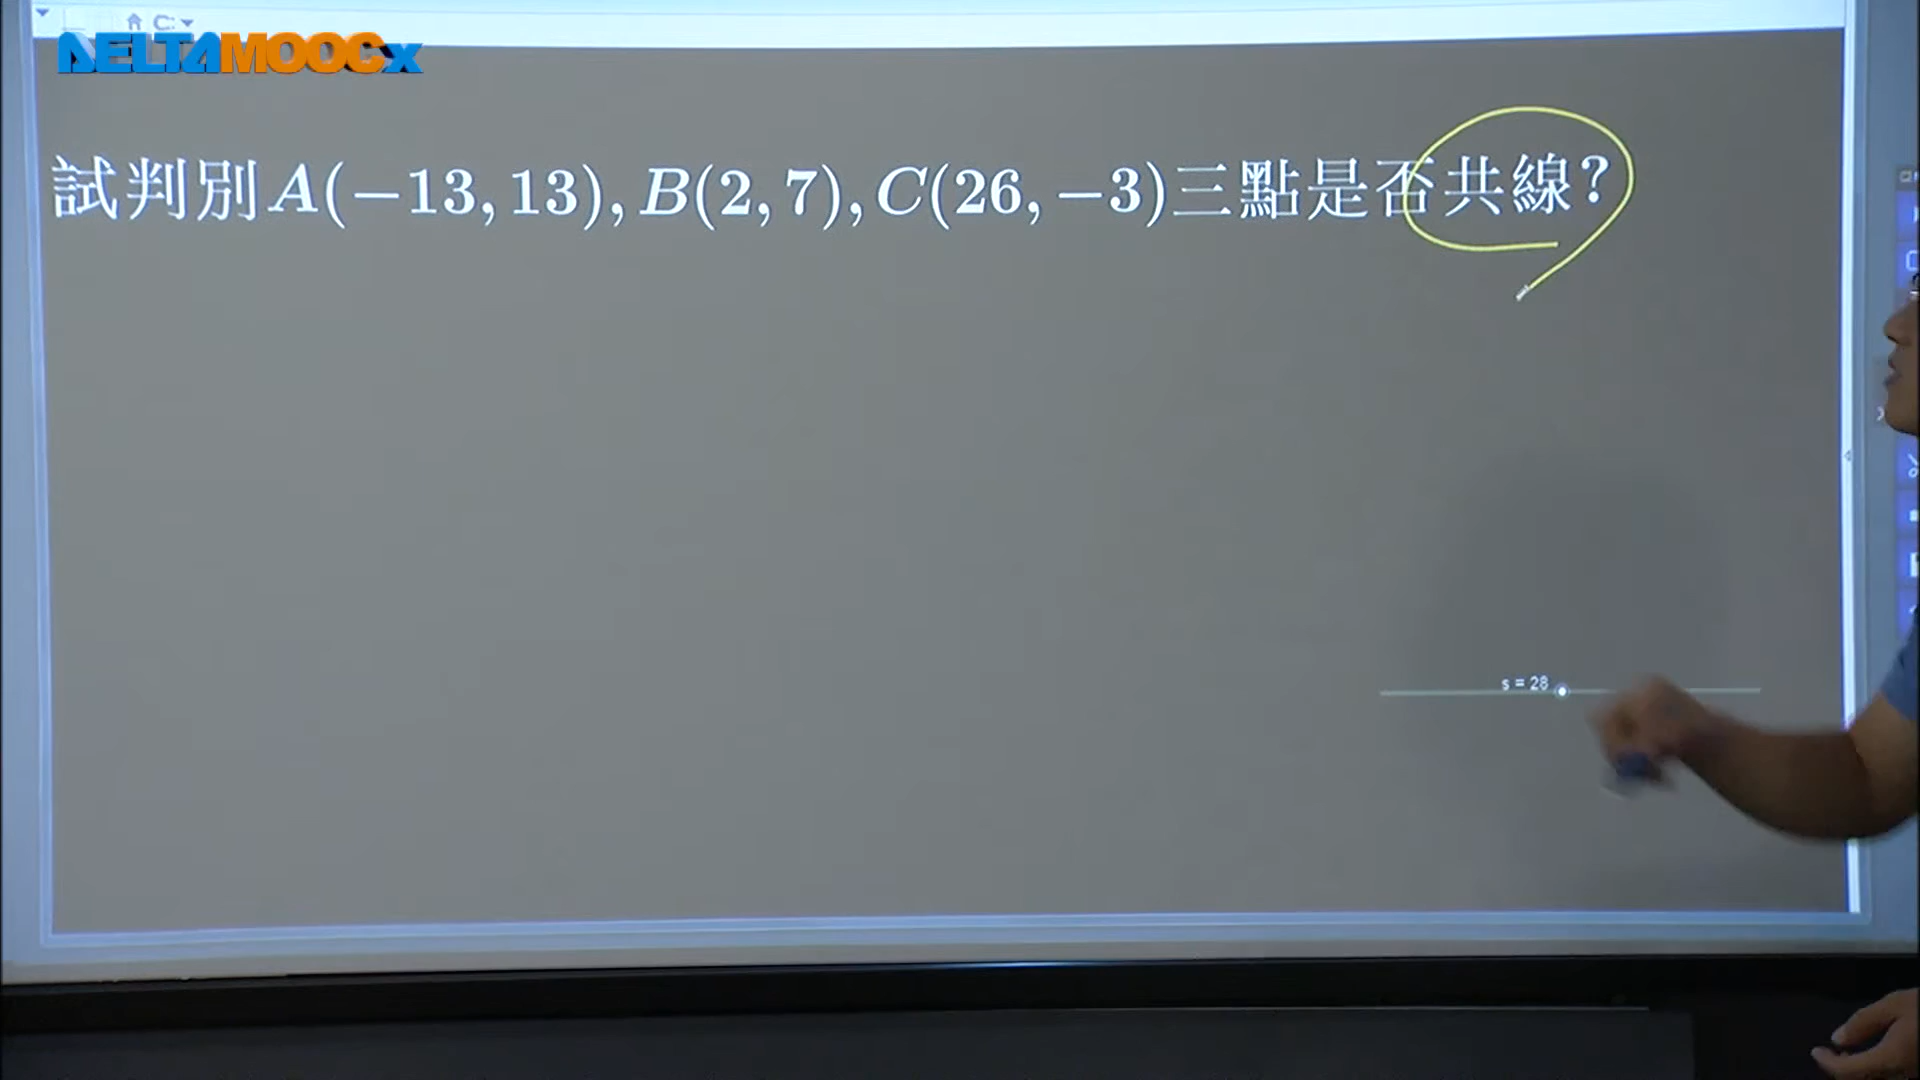 C:
DELTAMOOCx
試判別A(−13,13),B(2,7),C(26,−3)三點是否共線?
s = 28